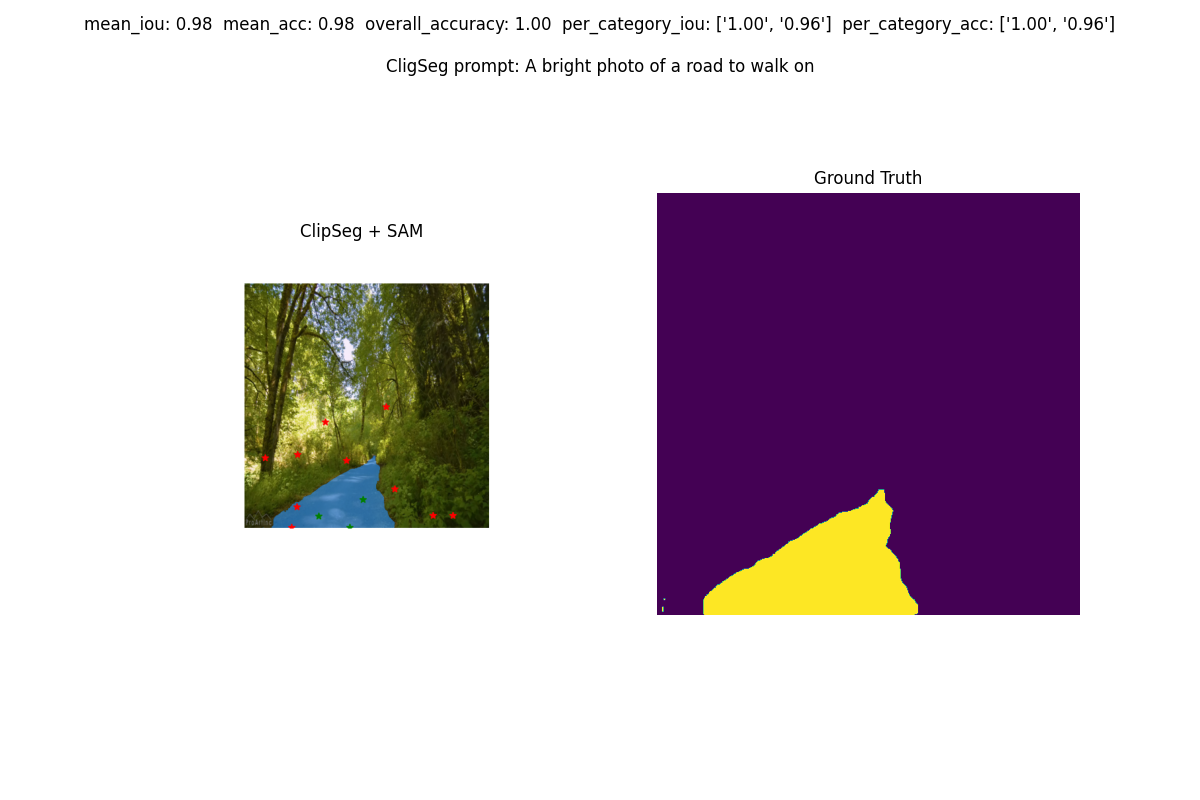 mean_iou: 0.98  mean_acc: 0.98  overall_accuracy: 1.00  per_category_iou: ['1.00', '0.96']  per_category_acc: ['1.00', '0.96']
CligSeg prompt: A bright photo of a road to walk on
Ground Truth
ClipSeg + SAM